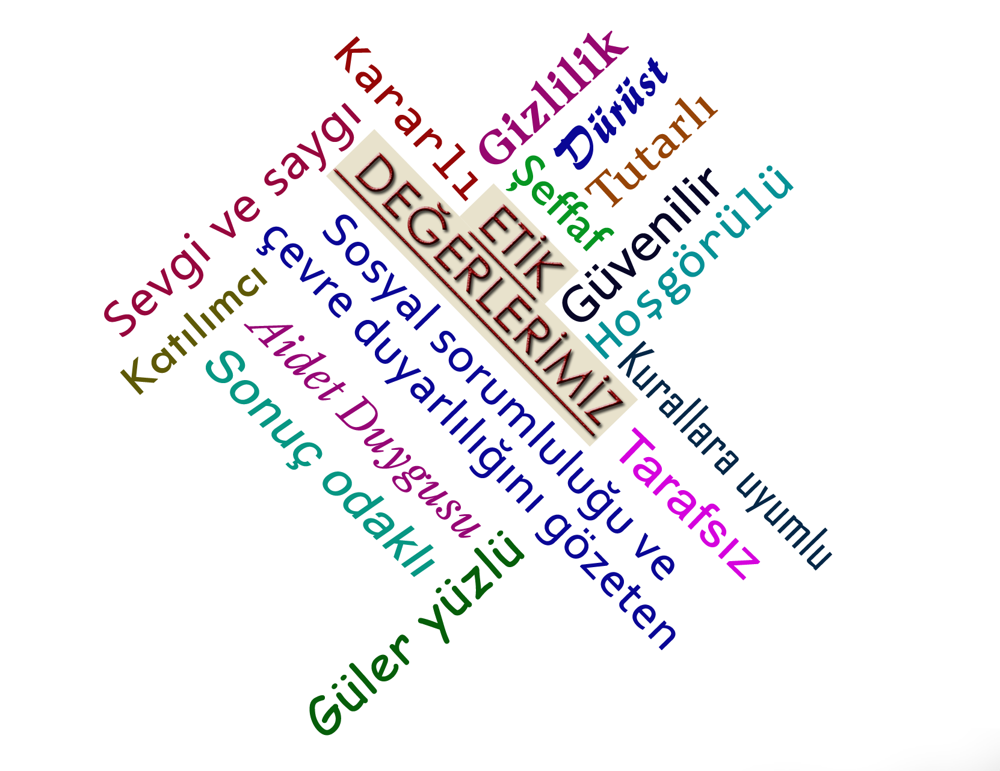 Kararlı
Gizlilik
Dürüst
Tutarlı
Sevgi ve saygı
Şeffaf
ETİK
DEĞERLERİMİZ
Güvenilir
Hoşgörülü
Sosyal sorumluluğu ve
çevre duyarlılığını gözeten
Katılımcı
Aidet Duygusu
Sonuç odaklı
Kurallara uyumlu
Tarafsız
Güler yüzlü